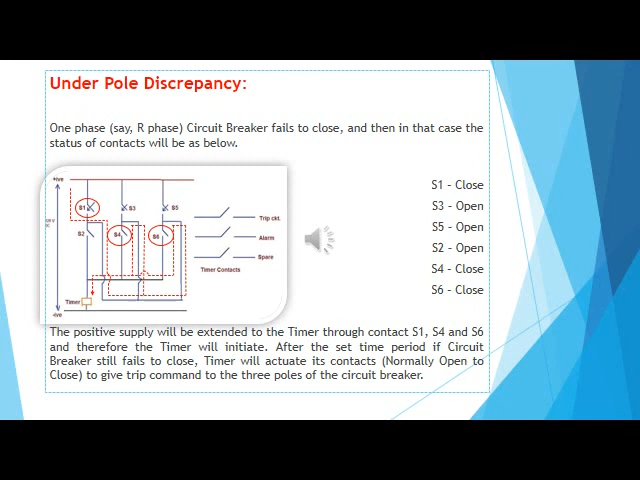 Under Pole Discrepancy:
One phase (say, R phase) Circuit Breaker fails to close, and then in that case the
status of contacts will be as below.
+ive
S1
S3
S5
S2
S4
S6
Trip ckt.
Alarm
Spare
Timer Contacts
Timer
-ive
S1 - Close
S3 - Open
S5 - Open
S2 - Open
S4 - Close
S6 - Close
The positive supply will be extended to the Timer through contact S1, S4 and S6
and therefore the Timer will initiate. After the set time period if Circuit
Breaker still fails to close, Timer will actuate its contacts (Normally Open to
Close) to give trip command to the three poles of the circuit breaker.